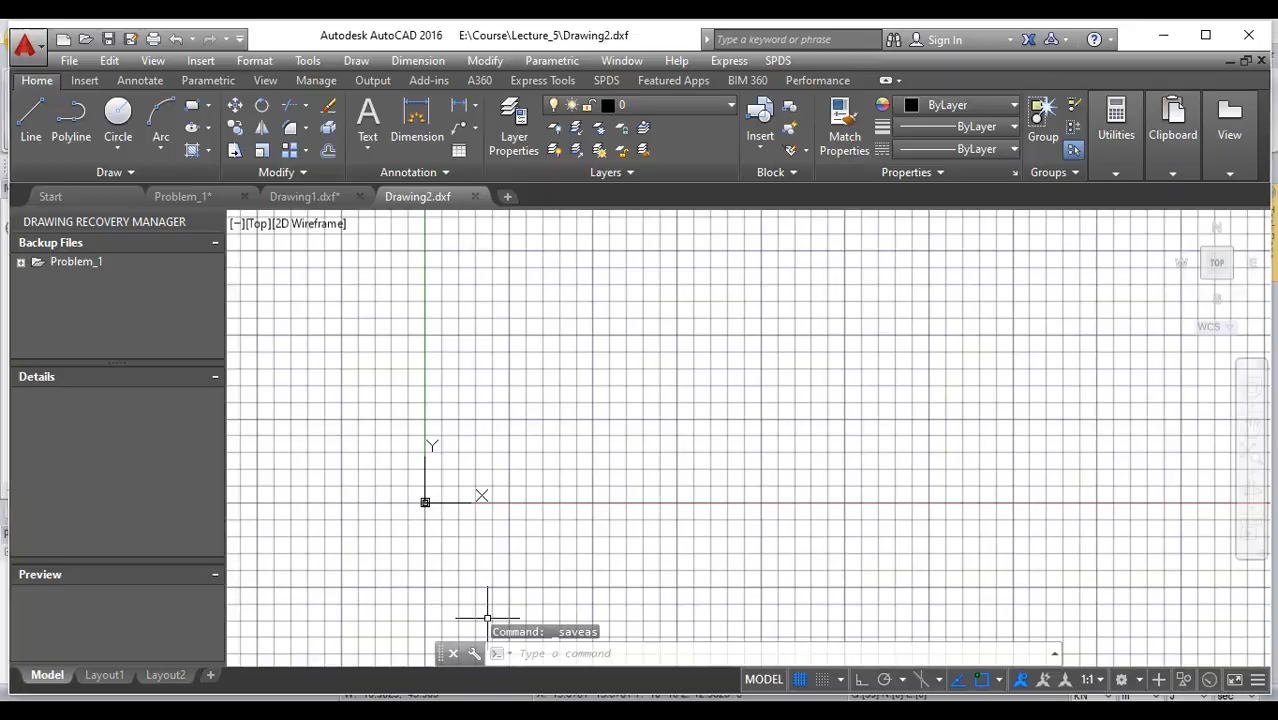 Autodesk AutoCAD 2016 E:\Course\Lecture_5\Drawing2.dxf Type a keyword or phrase Sign In
File Edit View Insert Format Tools Draw Dimension Modify Parametric Window Help Express SPDS
Home Insert Annotate Parametric View Manage Output Add-ins A360 Express Tools SPDS Featured Apps BIM 360 Performance
0 ByLayer
ByLayer
Line Polyline Circle Arc Text Dimension Layer Properties Insert Match Properties Group Utilities Clipboard View
ByLayer
Draw Modify Annotation Layers Block Properties Groups
Start Problem_1* Drawing1.dxf* Drawing2.dxf
DRAWING RECOVERY MANAGER [−][Top][2D Wireframe]
Backup Files
Problem_1
N
W TOP E
S
WCS
Details
Y
X
Preview
Command: _saveas
Type a command
Model Layout1 Layout2 MODEL 1:1